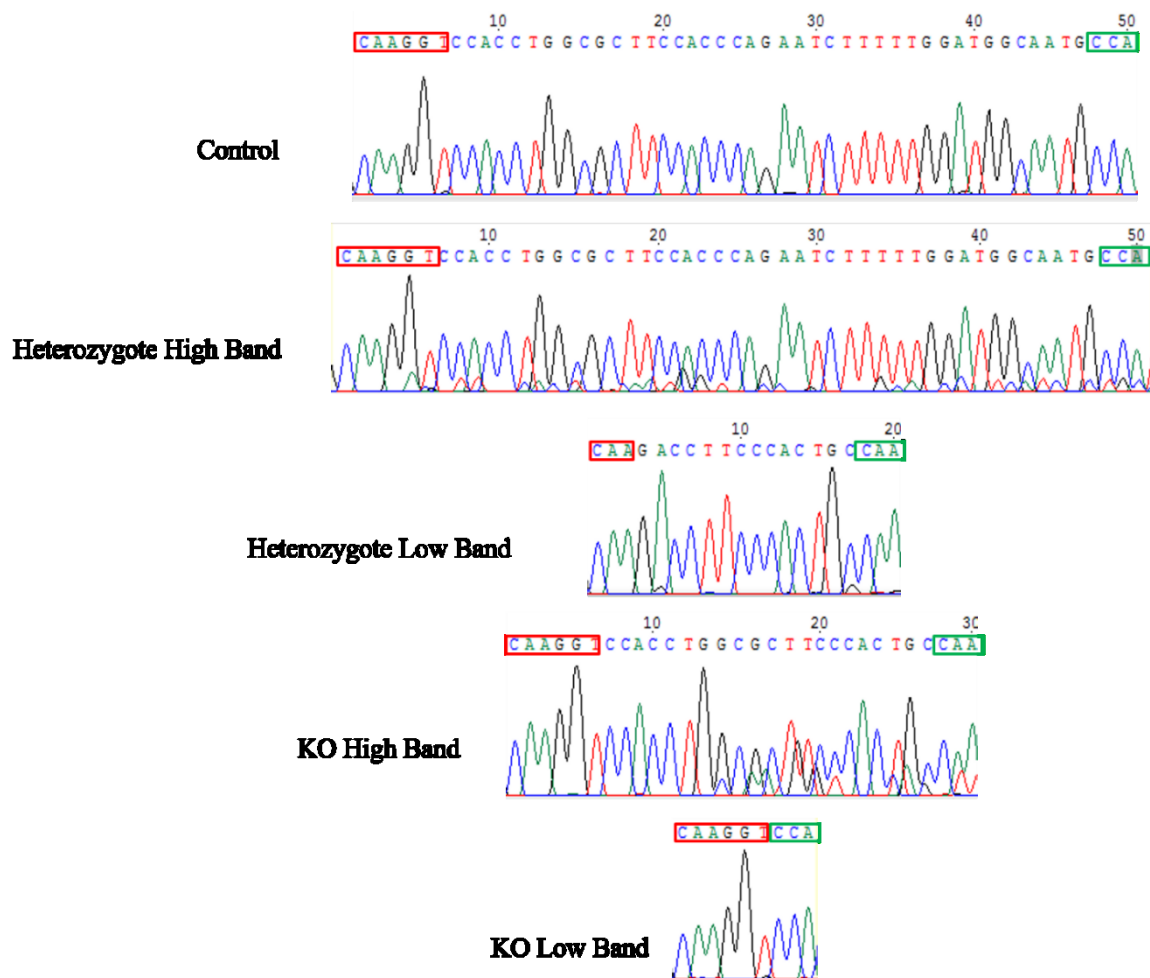 10 20 30 40 50
CAAGGTCCACCTGGCGCTTCCACCCAGAATCTTTTTGGATGGCAATGCCA
Control
10 20 30 40 50
CAAGGTCCACCTGGCGCTTCCACCCAGAATCTTTTTGGATGGCAATGCCA
Heterozygote High Band
10 20
CAAGACCTTCCCACTGCCAA
Heterozygote Low Band
10 20 30
CAAGGTCCACCTGGCGCTTCCCACTGCCAA
KO High Band
CAAGGTCCA
KO Low Band